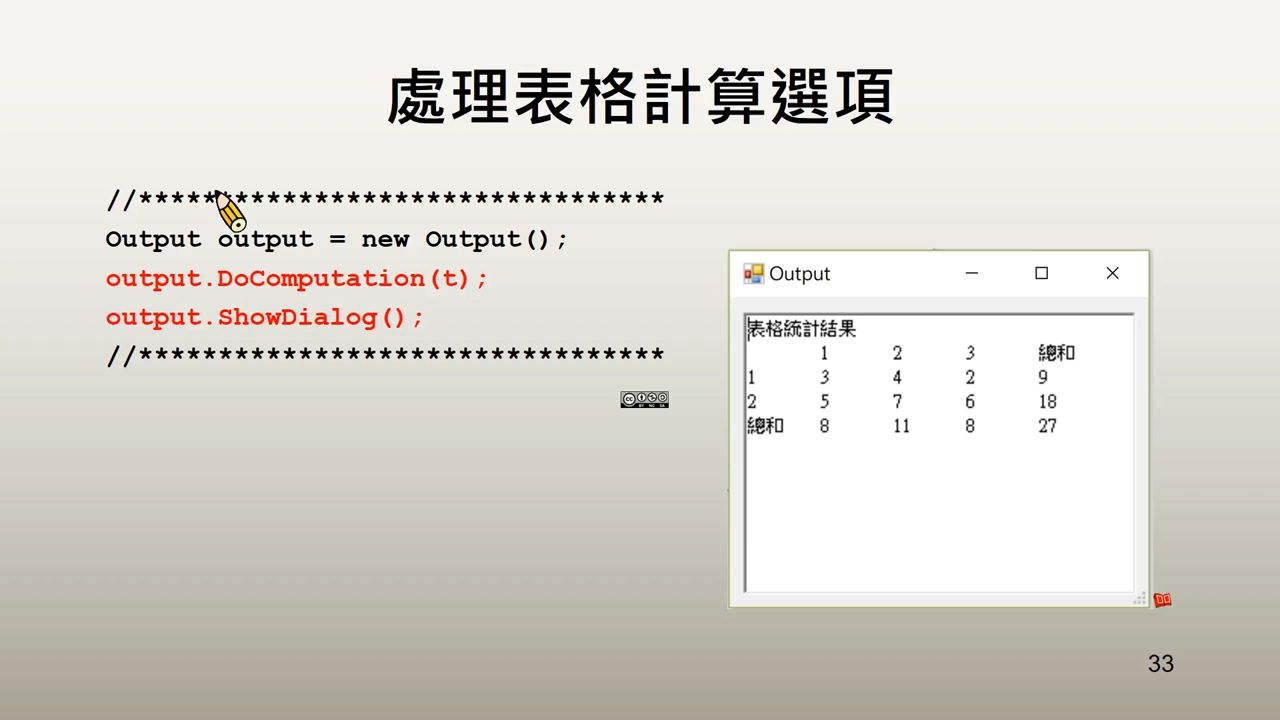 處理表格計算選項
//*********************************
Output output = new Output();
output.DoComputation(t);
output.ShowDialog();
//*********************************
Output
表格統計結果
1 2 3 總和
1 3 4 2 9
2 5 7 6 18
總和 8 11 8 27
33